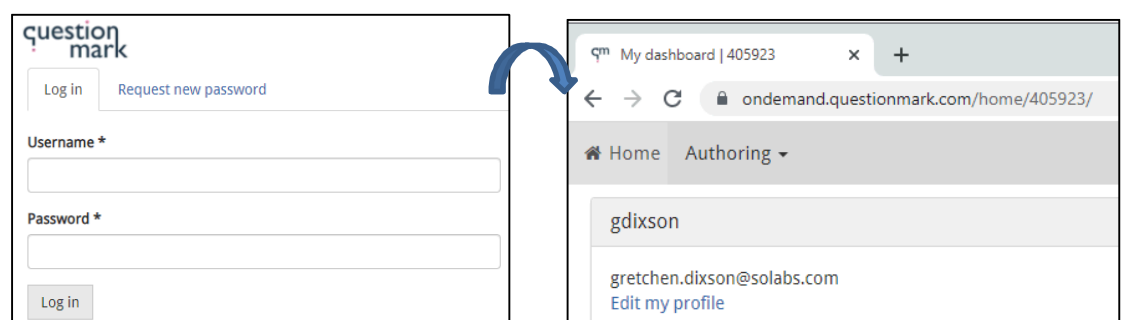 question
mark
Log in Request new password
Username *
Password *
Log in
My dashboard | 405923
ondemand.questionmark.com/home/405923/
Home Authoring
gdixson
gretchen.dixson@solabs.com
Edit my profile